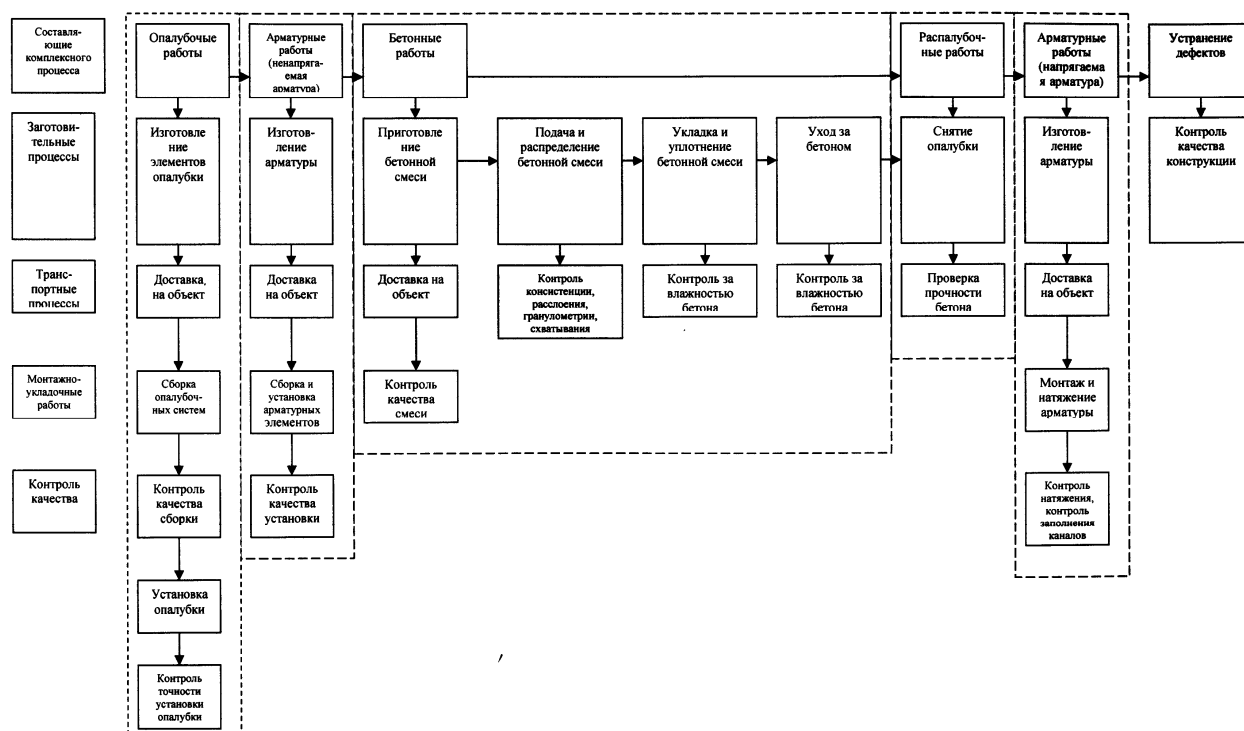 Составля-
ющие
комплексного
процесса
Опалубочые
работы
Арматурные
работы
(ненапряга-
емая
арматура)
Бетонные
работы
Распалубоч-
ные работы
Арматурные
работы
(напрягаема
я арматура)
Устранение
дефектов
Заготови-
тельные
процессы
Изготовле
ние
элементов
опалубки
Изготов-
ление
арматуры
Приготовле
ние
бетонной
смеси
Подача и
распределение
бетонной смеси
Укладка и
уплотнение
бетонной смеси
Уход за
бетоном
Снятие
опалубки
Изготов-
ление
арматуры
Контроль
качества
конструкции
Транс-
портные
процессы
Доставка,
на объект
Доставка
на объект
Доставка на
объект
Контроль
консистенции,
расслоения,
гранулометрии,
схватывания
Контроль за
влажностью
бетона
Контроль за
влажностью
бетона
Проверка
прочности
бетона
Доставка
на объект
Монтажно-
укладочные
работы
Сборка
опалубоч-
ных систем
Сборка и
установка
арматурных
элементов
Контроль
качества
смеси
Монтаж и
натяжение
арматуры
Контроль
качества
Контроль
качества
сборки
Контроль
качества
установки
Контроль
натяжения,
контроль
заполнения
каналов
Установка
опалубки
Контроль
точности
установки
опалубки